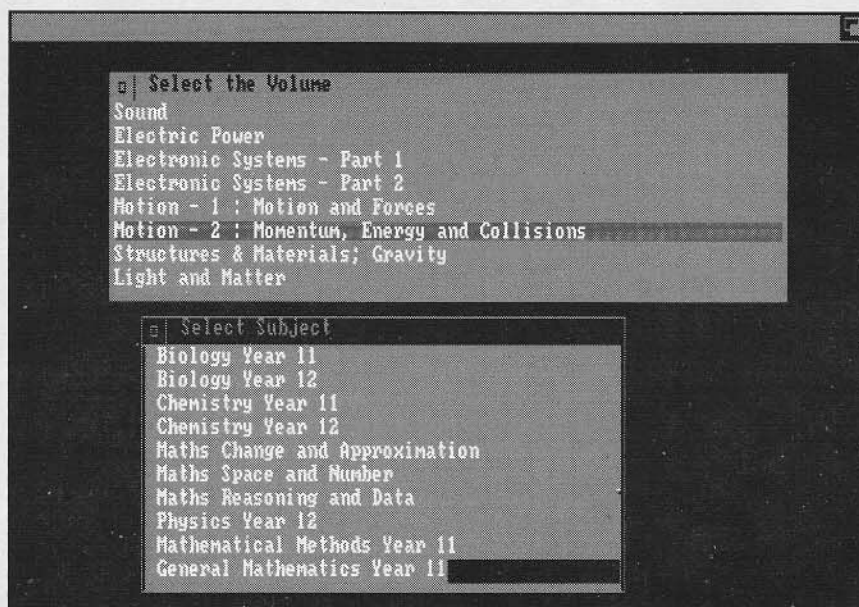 Select the Volume
Sound
Electric Power
Electronic Systems - Part 1
Electronic Systems - Part 2
Motion - 1 : Motion and Forces
Motion - 2 : Momentum, Energy and Collisions
Structures & Materials; Gravity
Light and Matter
Select Subject
Biology Year 11
Biology Year 12
Chemistry Year 11
Chemistry Year 12
Maths Change and Approximation
Maths Space and Number
Maths Reasoning and Data
Physics Year 12
Mathematical Methods Year 11
General Mathematics Year 11